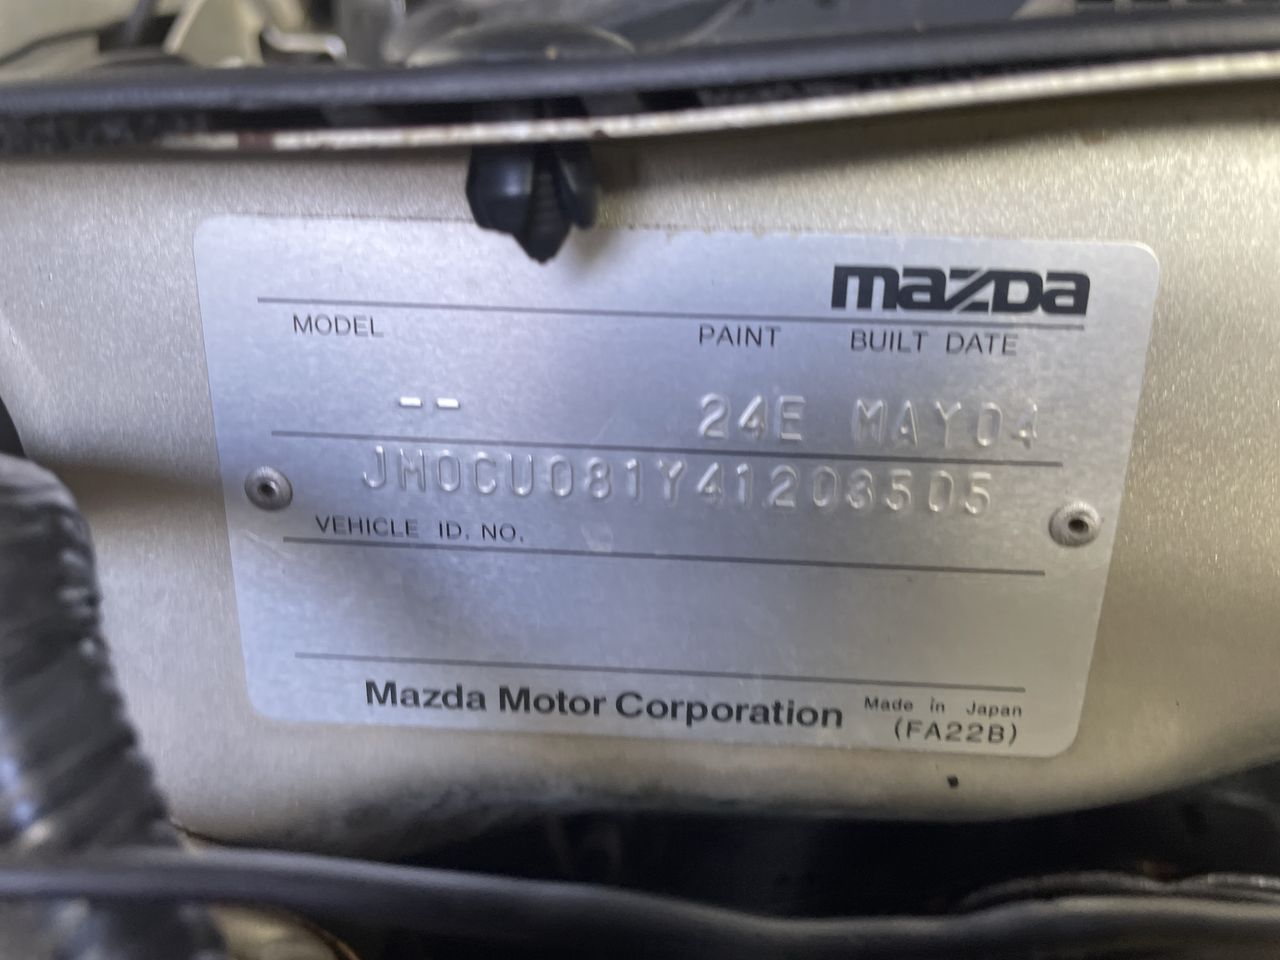 mazda
MODEL PAINT BUILT DATE
-- 24E MAY04
JM0CU081Y41203505
VEHICLE ID. NO.
Mazda Motor Corporation Made in Japan
(FA22B)